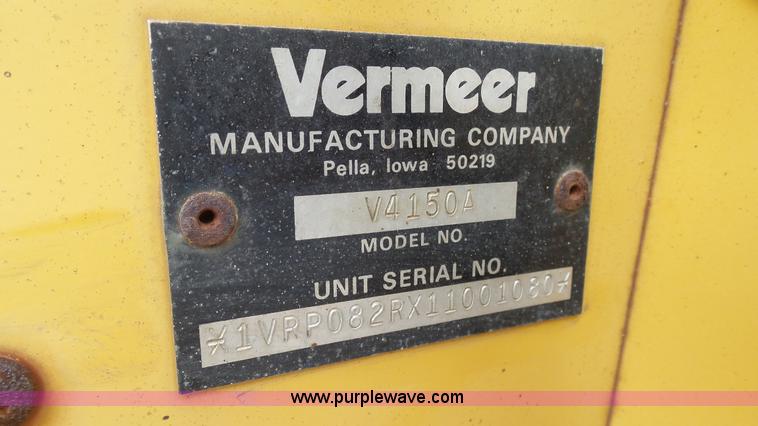 Vermeer
MANUFACTURING COMPANY
Pella, Iowa 50219
V4150A
MODEL NO.
UNIT SERIAL NO.
*1VRP082RX11001080*
www.purplewave.com